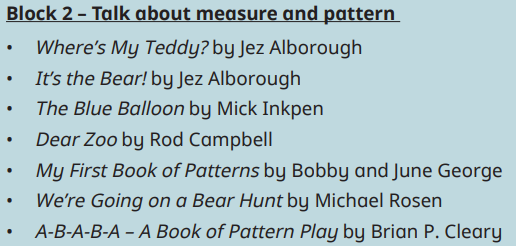 Block 2 – Talk about measure and pattern
• Where's My Teddy? by Jez Alborough
• It's the Bear! by Jez Alborough
• The Blue Balloon by Mick Inkpen
• Dear Zoo by Rod Campbell
• My First Book of Patterns by Bobby and June George
• We're Going on a Bear Hunt by Michael Rosen
• A-B-A-B-A – A Book of Pattern Play by Brian P. Cleary